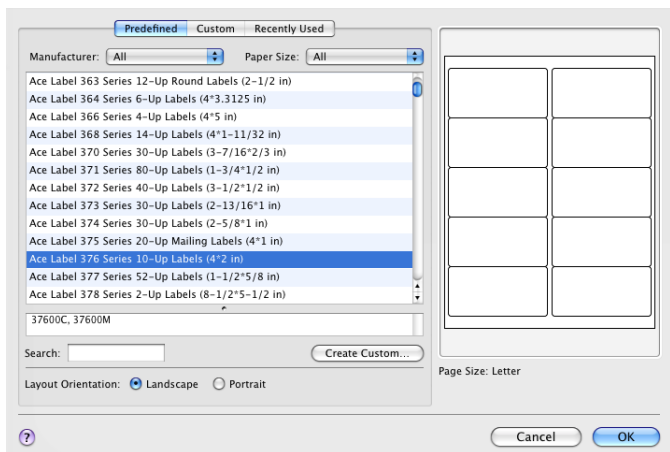 Predefined Custom Recently Used
Manufacturer: All Paper Size: All
Ace Label 363 Series 12-Up Round Labels (2-1/2 in)
Ace Label 364 Series 6-Up Labels (4*3.3125 in)
Ace Label 366 Series 4-Up Labels (4*5 in)
Ace Label 368 Series 14-Up Labels (4*1-11/32 in)
Ace Label 370 Series 30-Up Labels (3-7/16*2/3 in)
Ace Label 371 Series 80-Up Labels (1-3/4*1/2 in)
Ace Label 372 Series 40-Up Labels (3-1/2*1/2 in)
Ace Label 373 Series 30-Up Labels (2-13/16*1 in)
Ace Label 374 Series 30-Up Labels (2-5/8*1 in)
Ace Label 375 Series 20-Up Mailing Labels (4*1 in)
Ace Label 376 Series 10-Up Labels (4*2 in)
Ace Label 377 Series 52-Up Labels (1-1/2*5/8 in)
Ace Label 378 Series 2-Up Labels (8-1/2*5-1/2 in)
37600C, 37600M
Search: Create Custom...
Page Size: Letter
Layout Orientation: Landscape Portrait
? Cancel OK